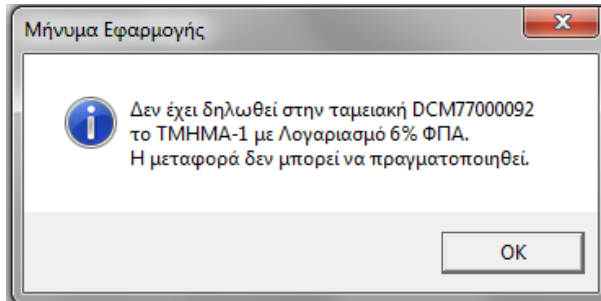 Μήνυμα Εφαρμογής
Δεν έχει δηλωθεί στην ταμειακή DCM77000092
το ΤΜΗΜΑ-1 με Λογαριασμό 6% ΦΠΑ.
Η μεταφορά δεν μπορεί να πραγματοποιηθεί.
OK